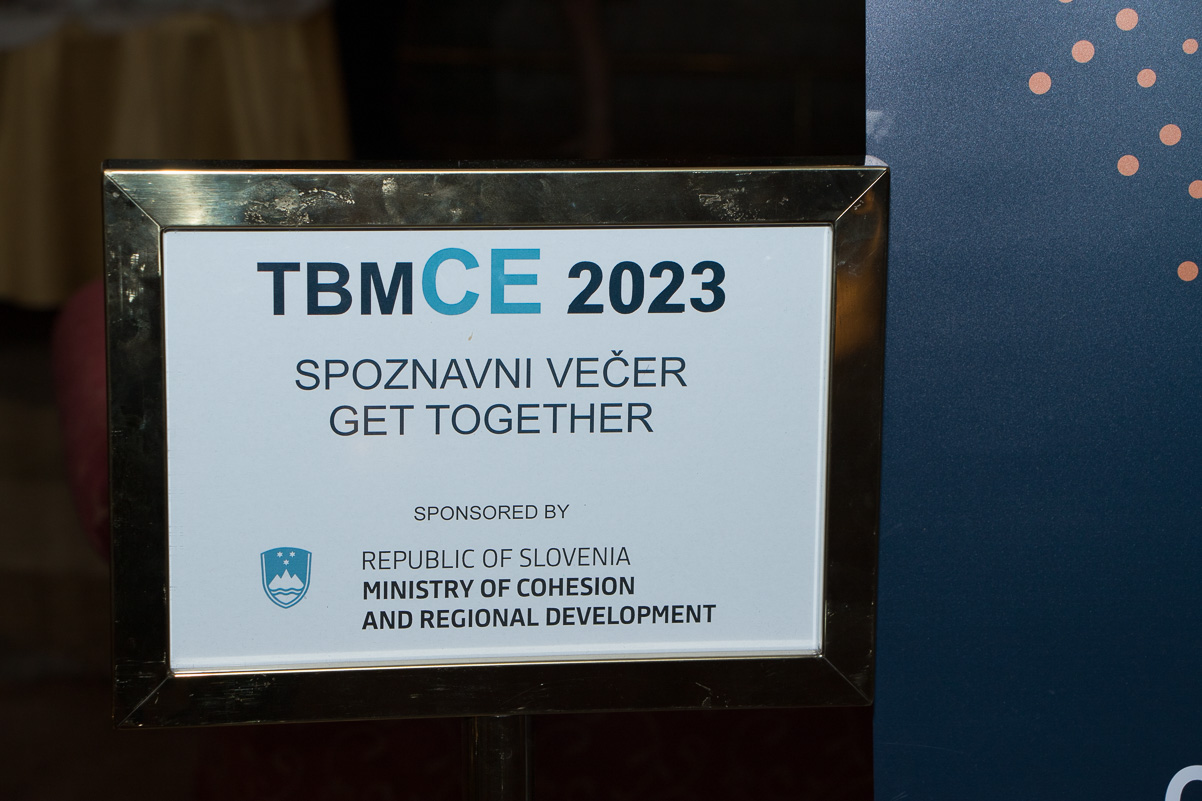 TBMCE 2023
SPOZNAVNI VEČER
GET TOGETHER
SPONSORED BY
REPUBLIC OF SLOVENIA
MINISTRY OF COHESION
AND REGIONAL DEVELOPMENT